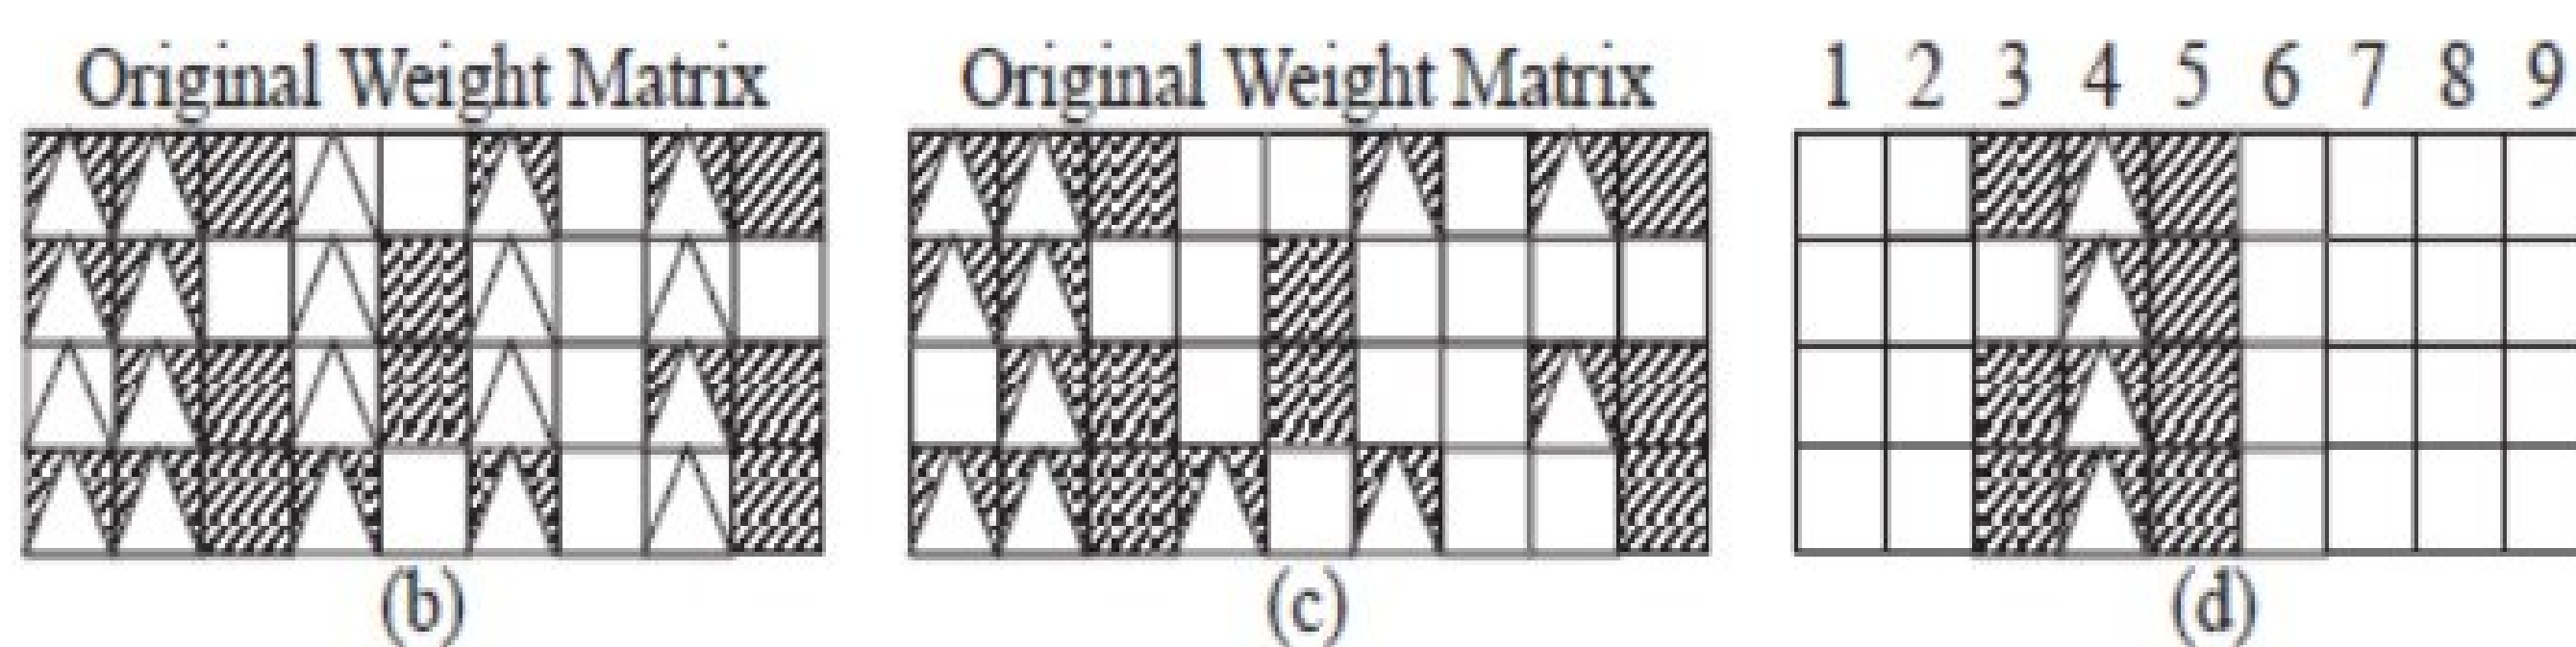 Original Weight Matrix
Original Weight Matrix
1 2 3 4 5 6 7 8 9
(b)
(c)
(d)